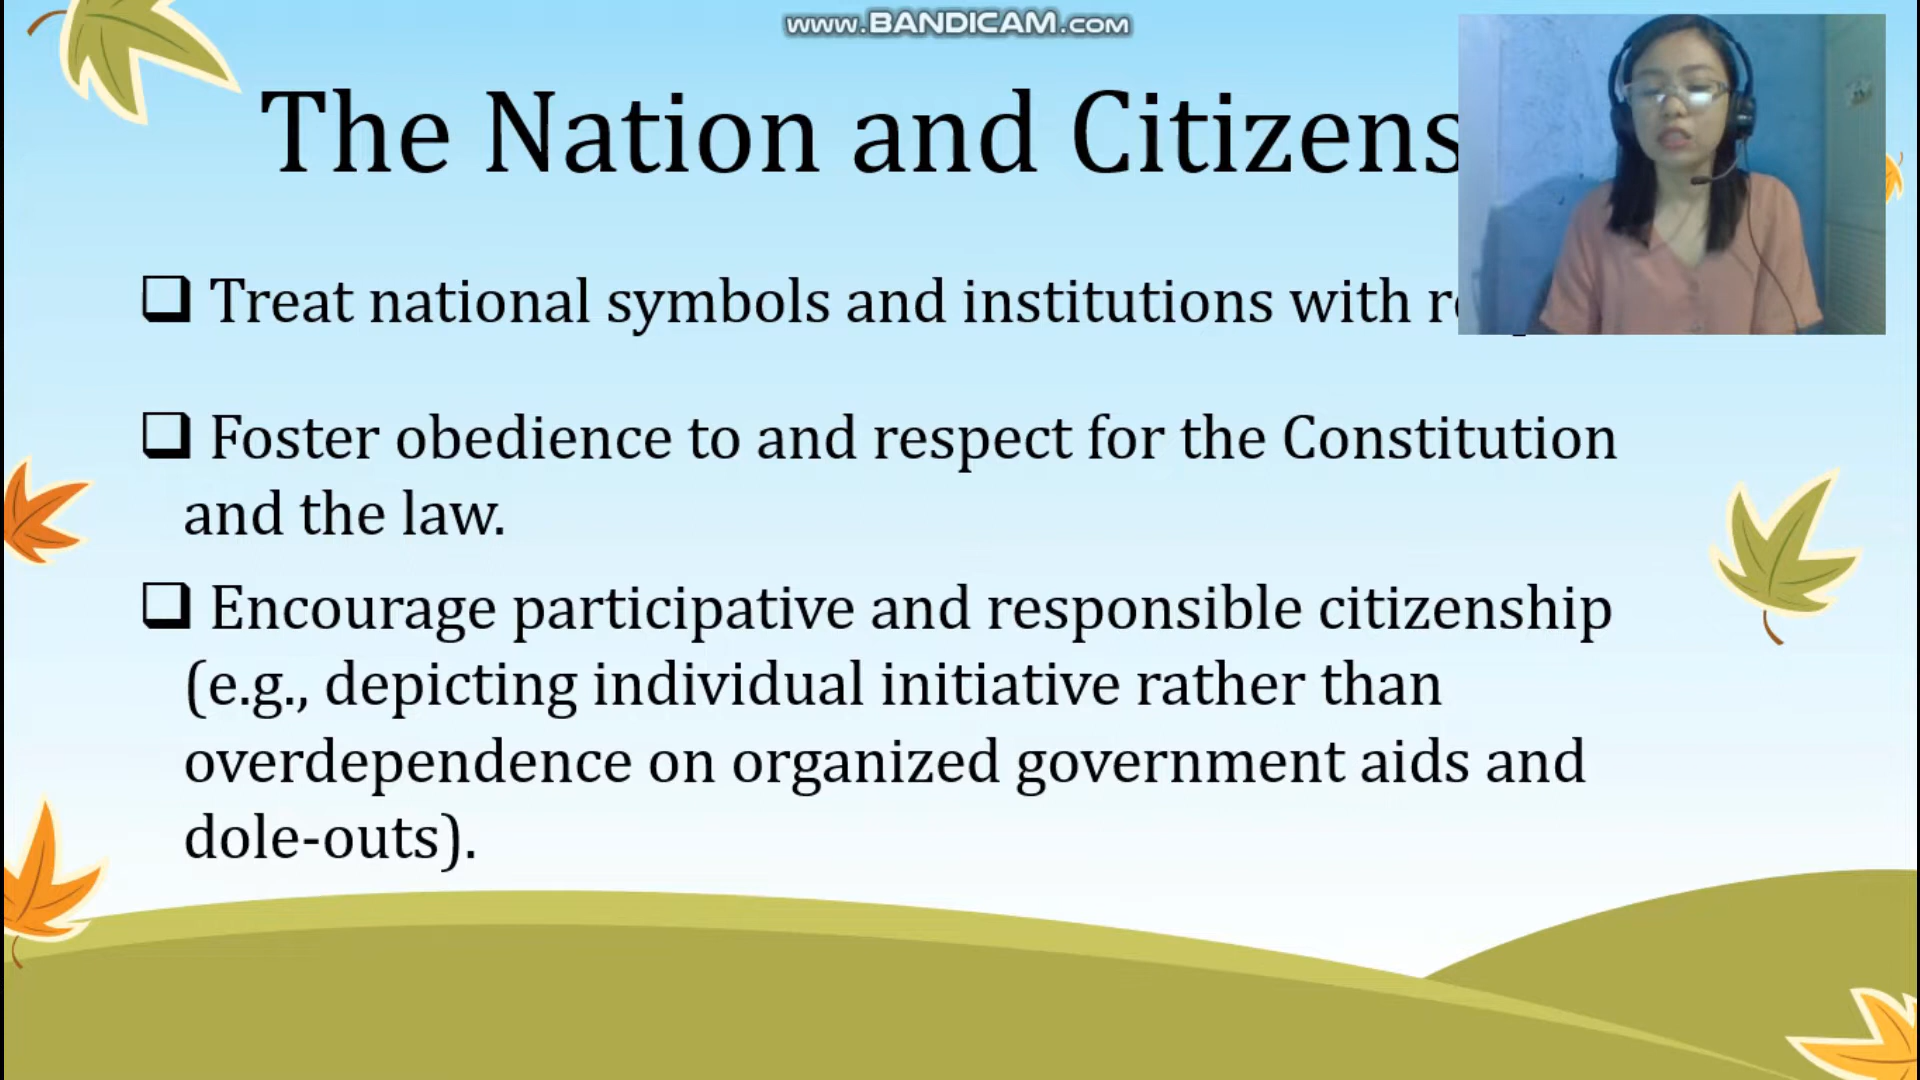 www.BANDICAM.com
The Nation and Citizens
Treat national symbols and institutions with
Foster obedience to and respect for the Constitution
and the law.
Encourage participative and responsible citizenship
(e.g., depicting individual initiative rather than
overdependence on organized government aids and
dole-outs).